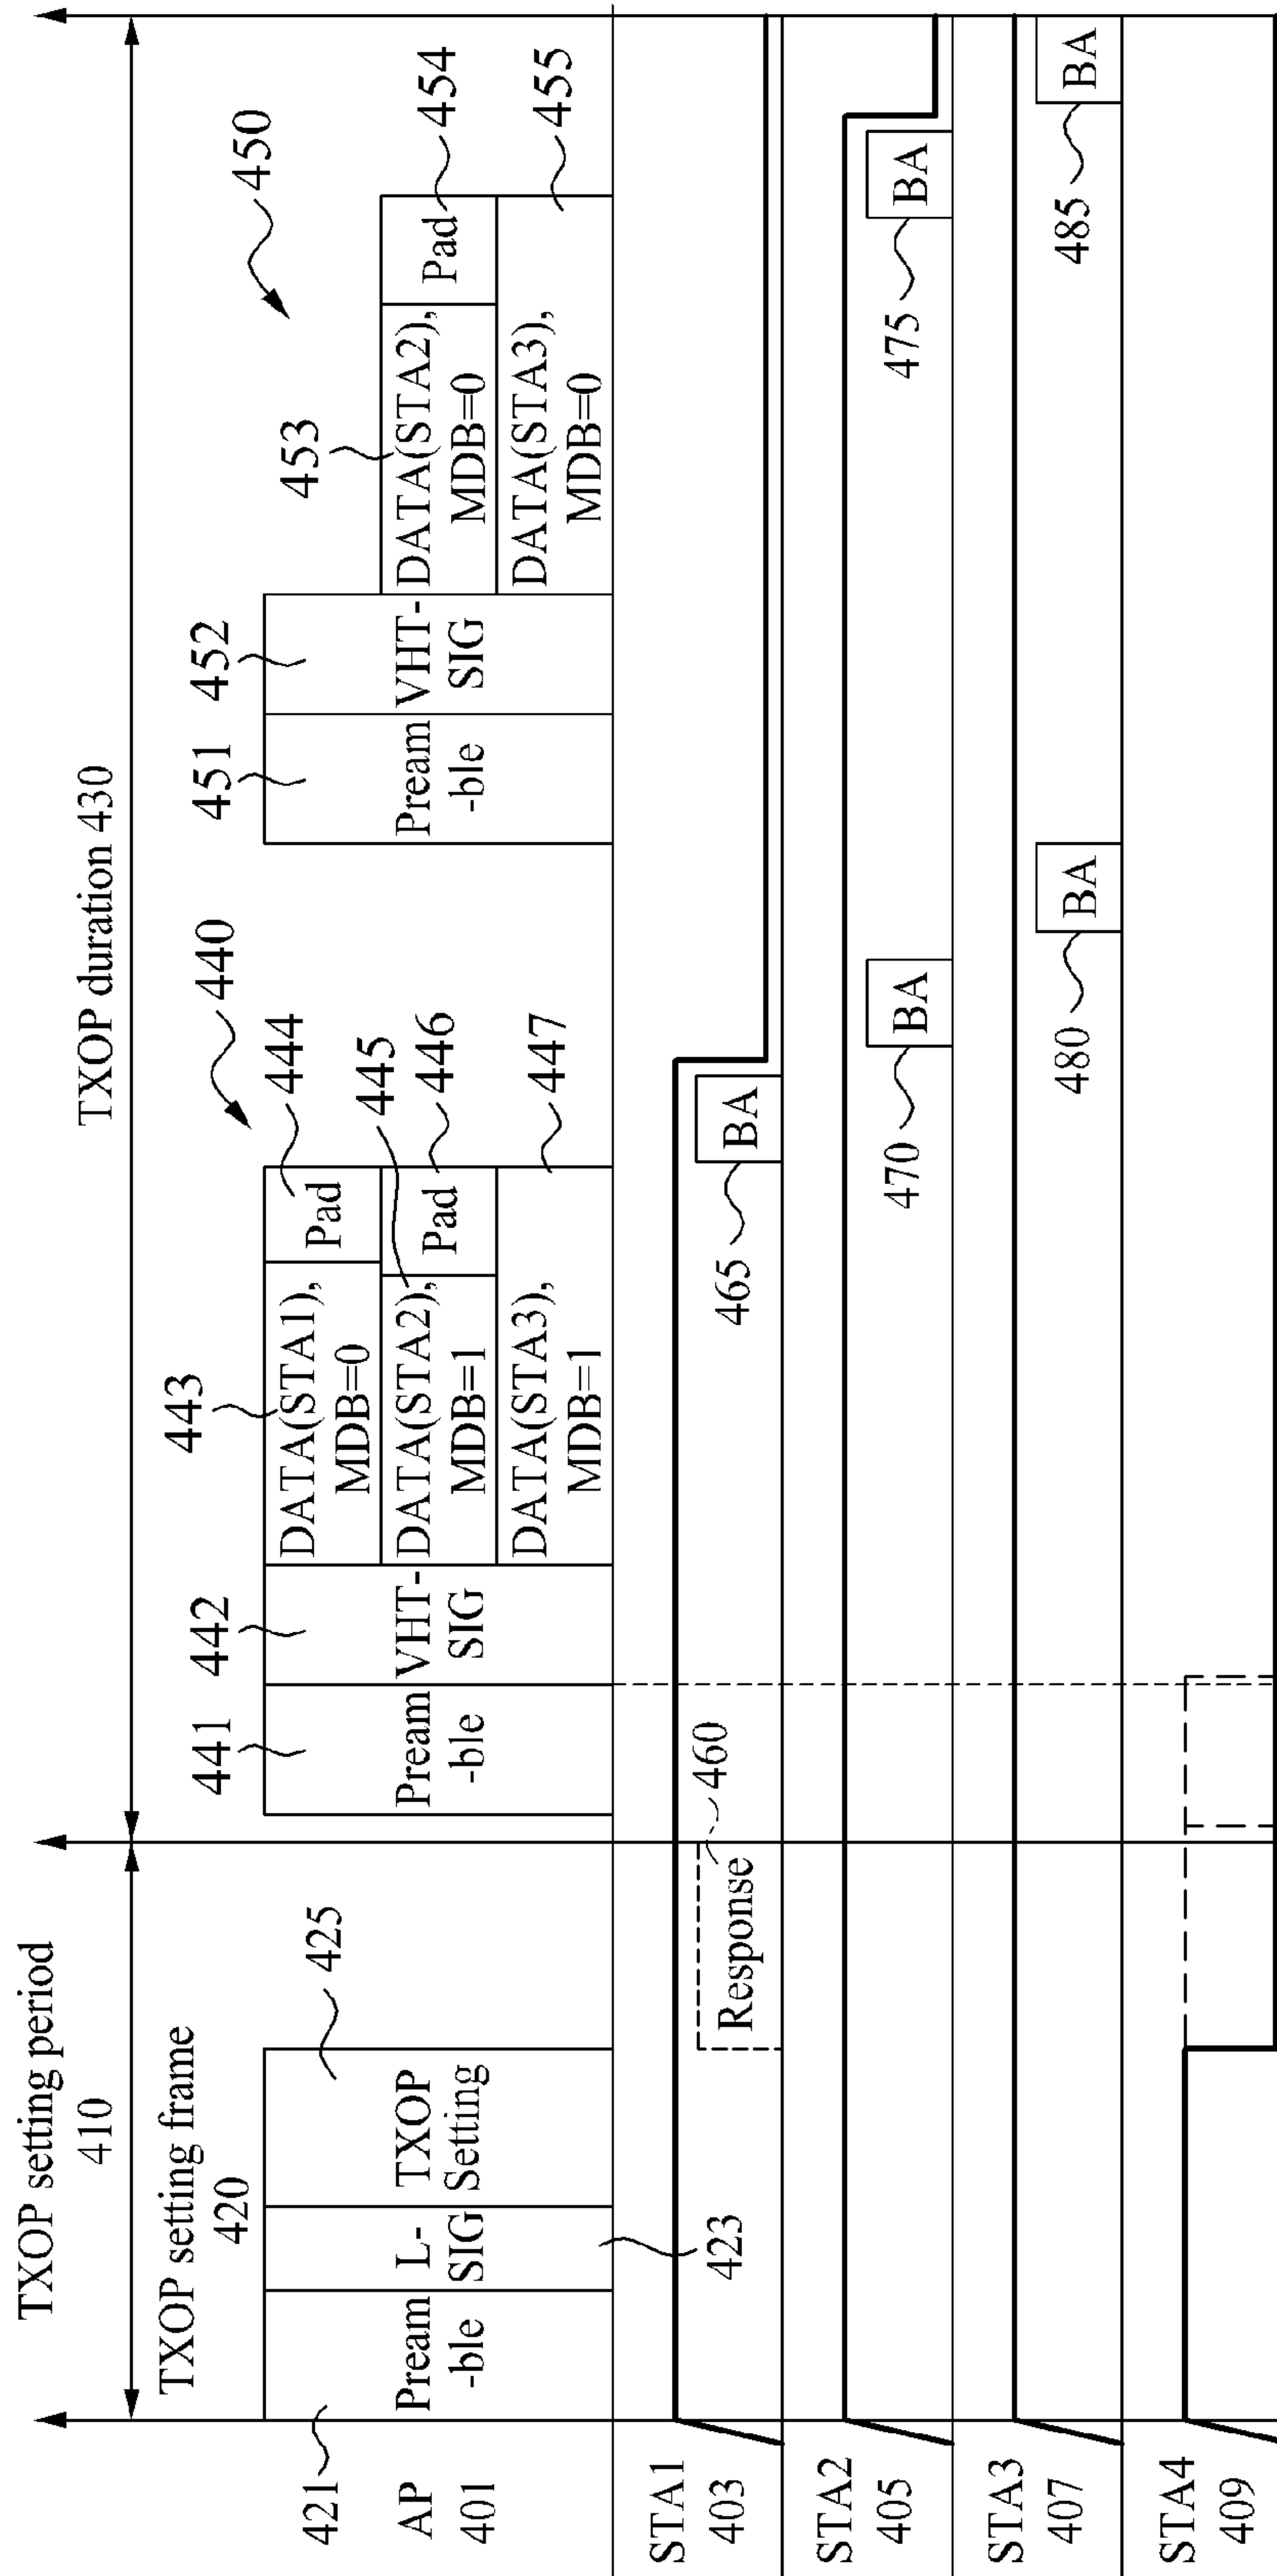 TXOP setting period
410
TXOP duration 430
TXOP setting frame
420
440
450
421
425
441
442
443
444
445
446
447
451
452
453
454
455
AP
401
Pream
-ble
L-
SIG
TXOP
Setting
423
Pream
-ble
VHT-
SIG
DATA(STA1),
MDB=0
Pad
DATA(STA2),
MDB=1
Pad
DATA(STA3),
MDB=1
Pream
-ble
VHT-
SIG
DATA(STA2),
MDB=0
Pad
DATA(STA3),
MDB=0
STA1
403
Response
460
465
BA
STA2
405
470
BA
475
BA
STA3
407
480
BA
485
BA
STA4
409